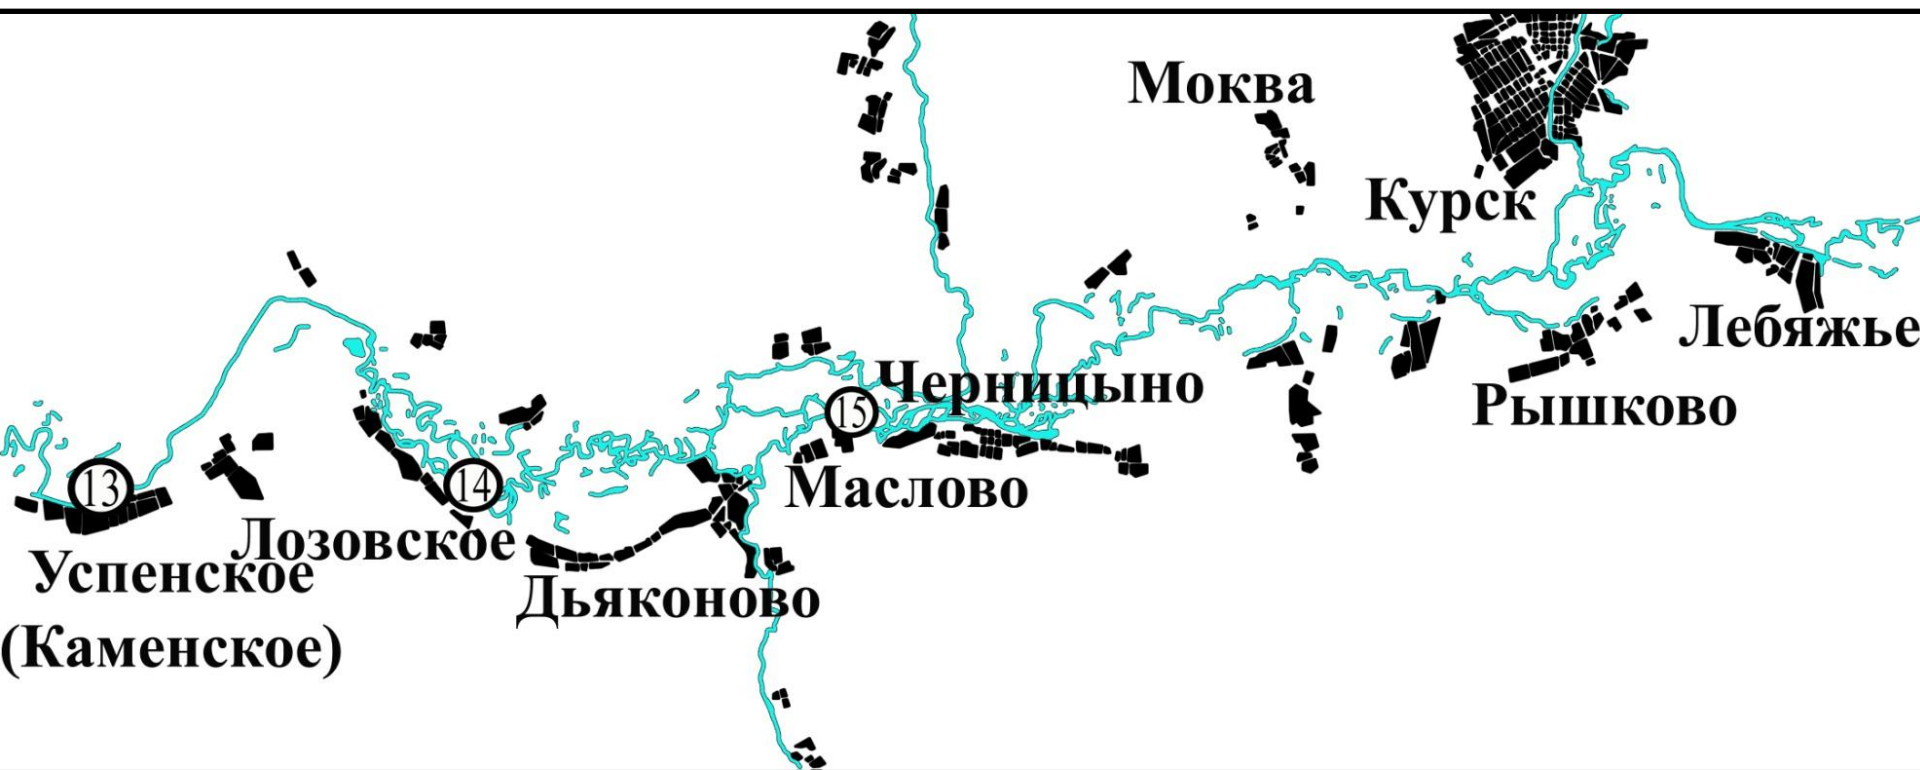 Моква
Курск
Лебяжье
Рышково
Черницыно
15
Маслово
13
14
Лозовское
Успенское
(Каменское)
Дьяконово